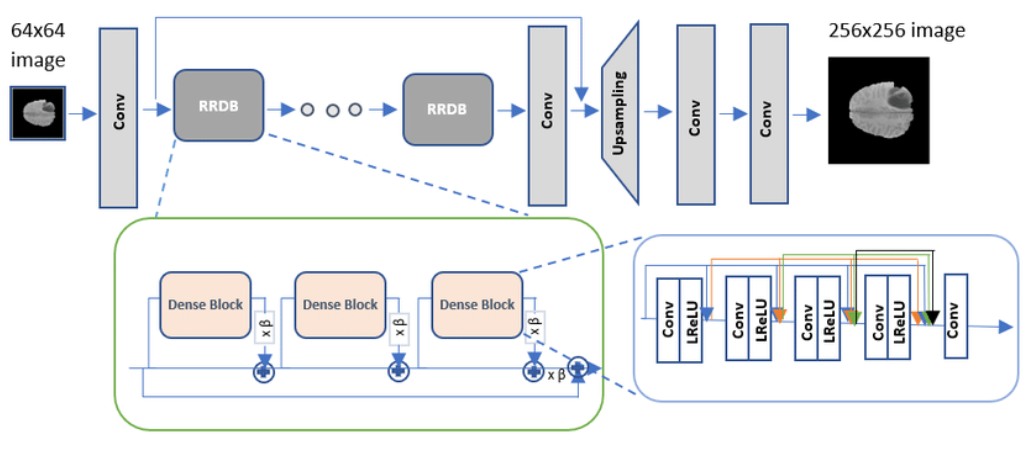 64x64
image
256x256 image
Conv
RRDB
RRDB
Conv
Upsampling
Conv
Conv
Dense Block
x β
Dense Block
x β
Dense Block
x β
x β
Conv
LReLU
Conv
LReLU
Conv
LReLU
Conv
LReLU
Conv